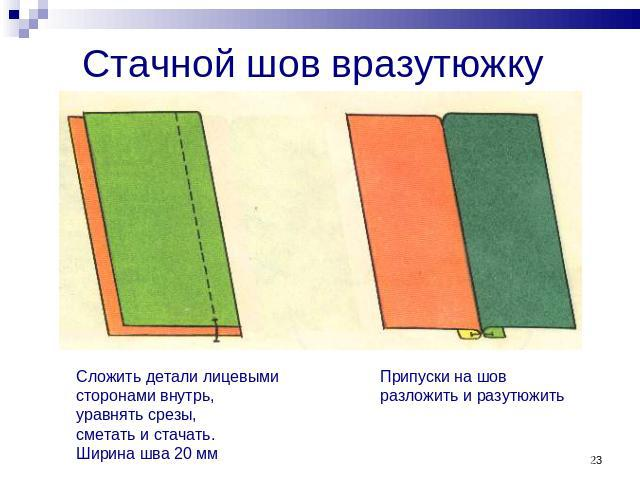 Стачной шов вразутюжку
Сложить детали лицевыми
сторонами внутрь,
уравнять срезы,
сметать и стачать.
Ширина шва 20 мм
Припуски на шов
разложить и разутюжить
23